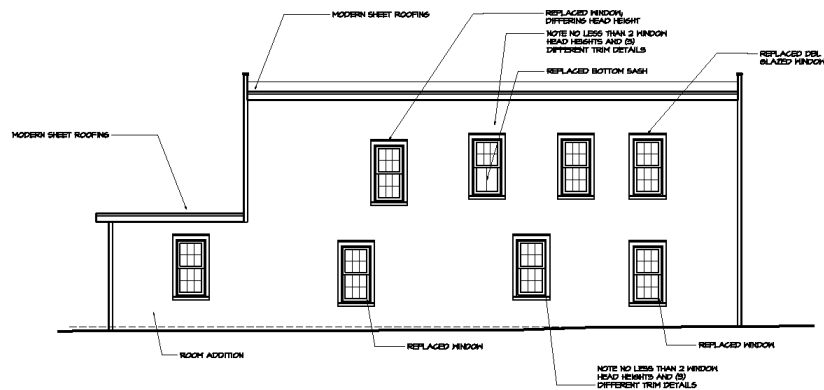 MODERN SHEET ROOFING
REPLACED WINDOW;
DIFFERING HEAD HEIGHT
NOTE NO LESS THAN 2 WINDOW
HEAD HEIGHTS AND (3)
DIFFERENT TRIM DETAILS
REPLACED BOTTOM SASH
REPLACED DBL
GLAZED WINDOW
MODERN SHEET ROOFING
ROOM ADDITION
REPLACED WINDOW
REPLACED WINDOW
NOTE NO LESS THAN 2 WINDOW
HEAD HEIGHTS AND (3)
DIFFERENT TRIM DETAILS